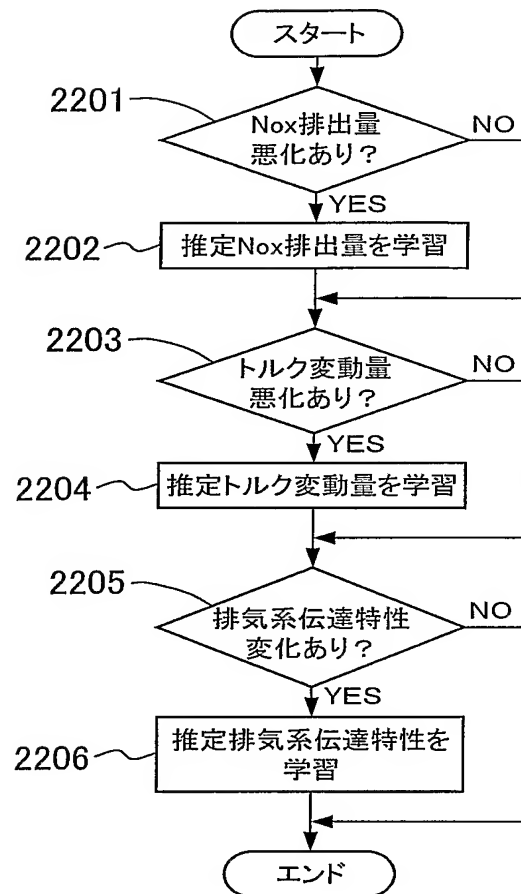 スタート
2201
Nox排出量
悪化あり?
NO
YES
2202
推定Nox排出量を学習
2203
トルク変動量
悪化あり?
NO
YES
2204
推定トルク変動量を学習
2205
排気系伝達特性
変化あり?
NO
YES
2206
推定排気系伝達特性を
学習
エンド